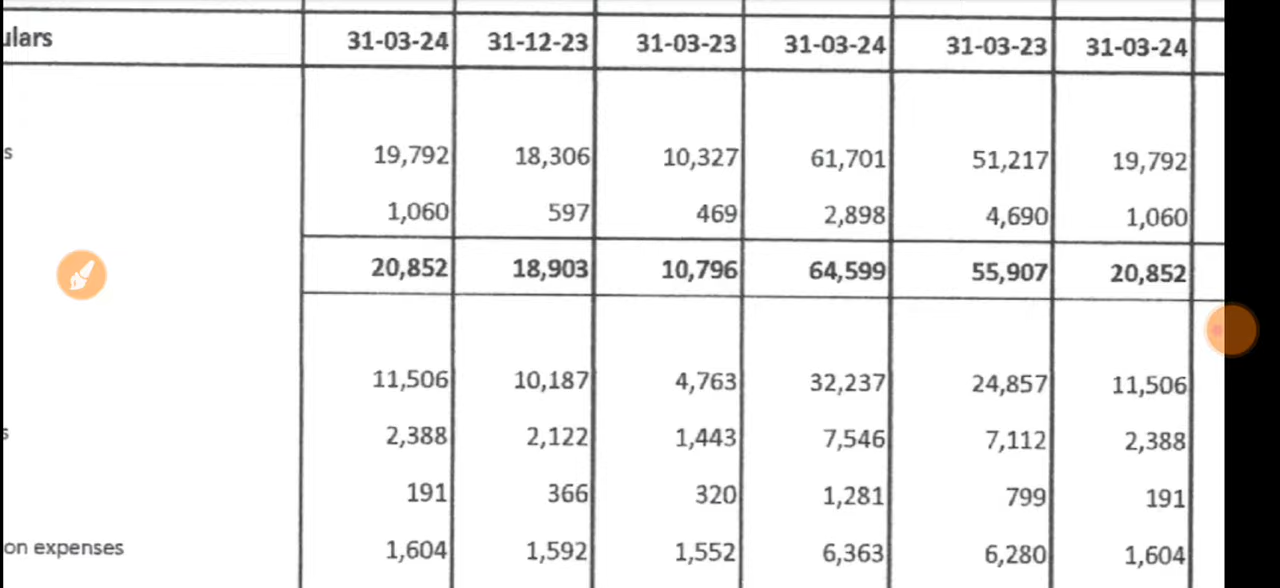 ulars 31-03-24 31-12-23 31-03-23 31-03-24 31-03-23 31-03-24
s 19,792 18,306 10,327 61,701 51,217 19,792
1,060 597 469 2,898 4,690 1,060
20,852 18,903 10,796 64,599 55,907 20,852
11,506 10,187 4,763 32,237 24,857 11,506
s 2,388 2,122 1,443 7,546 7,112 2,388
191 366 320 1,281 799 191
on expenses 1,604 1,592 1,552 6,363 6,280 1,604